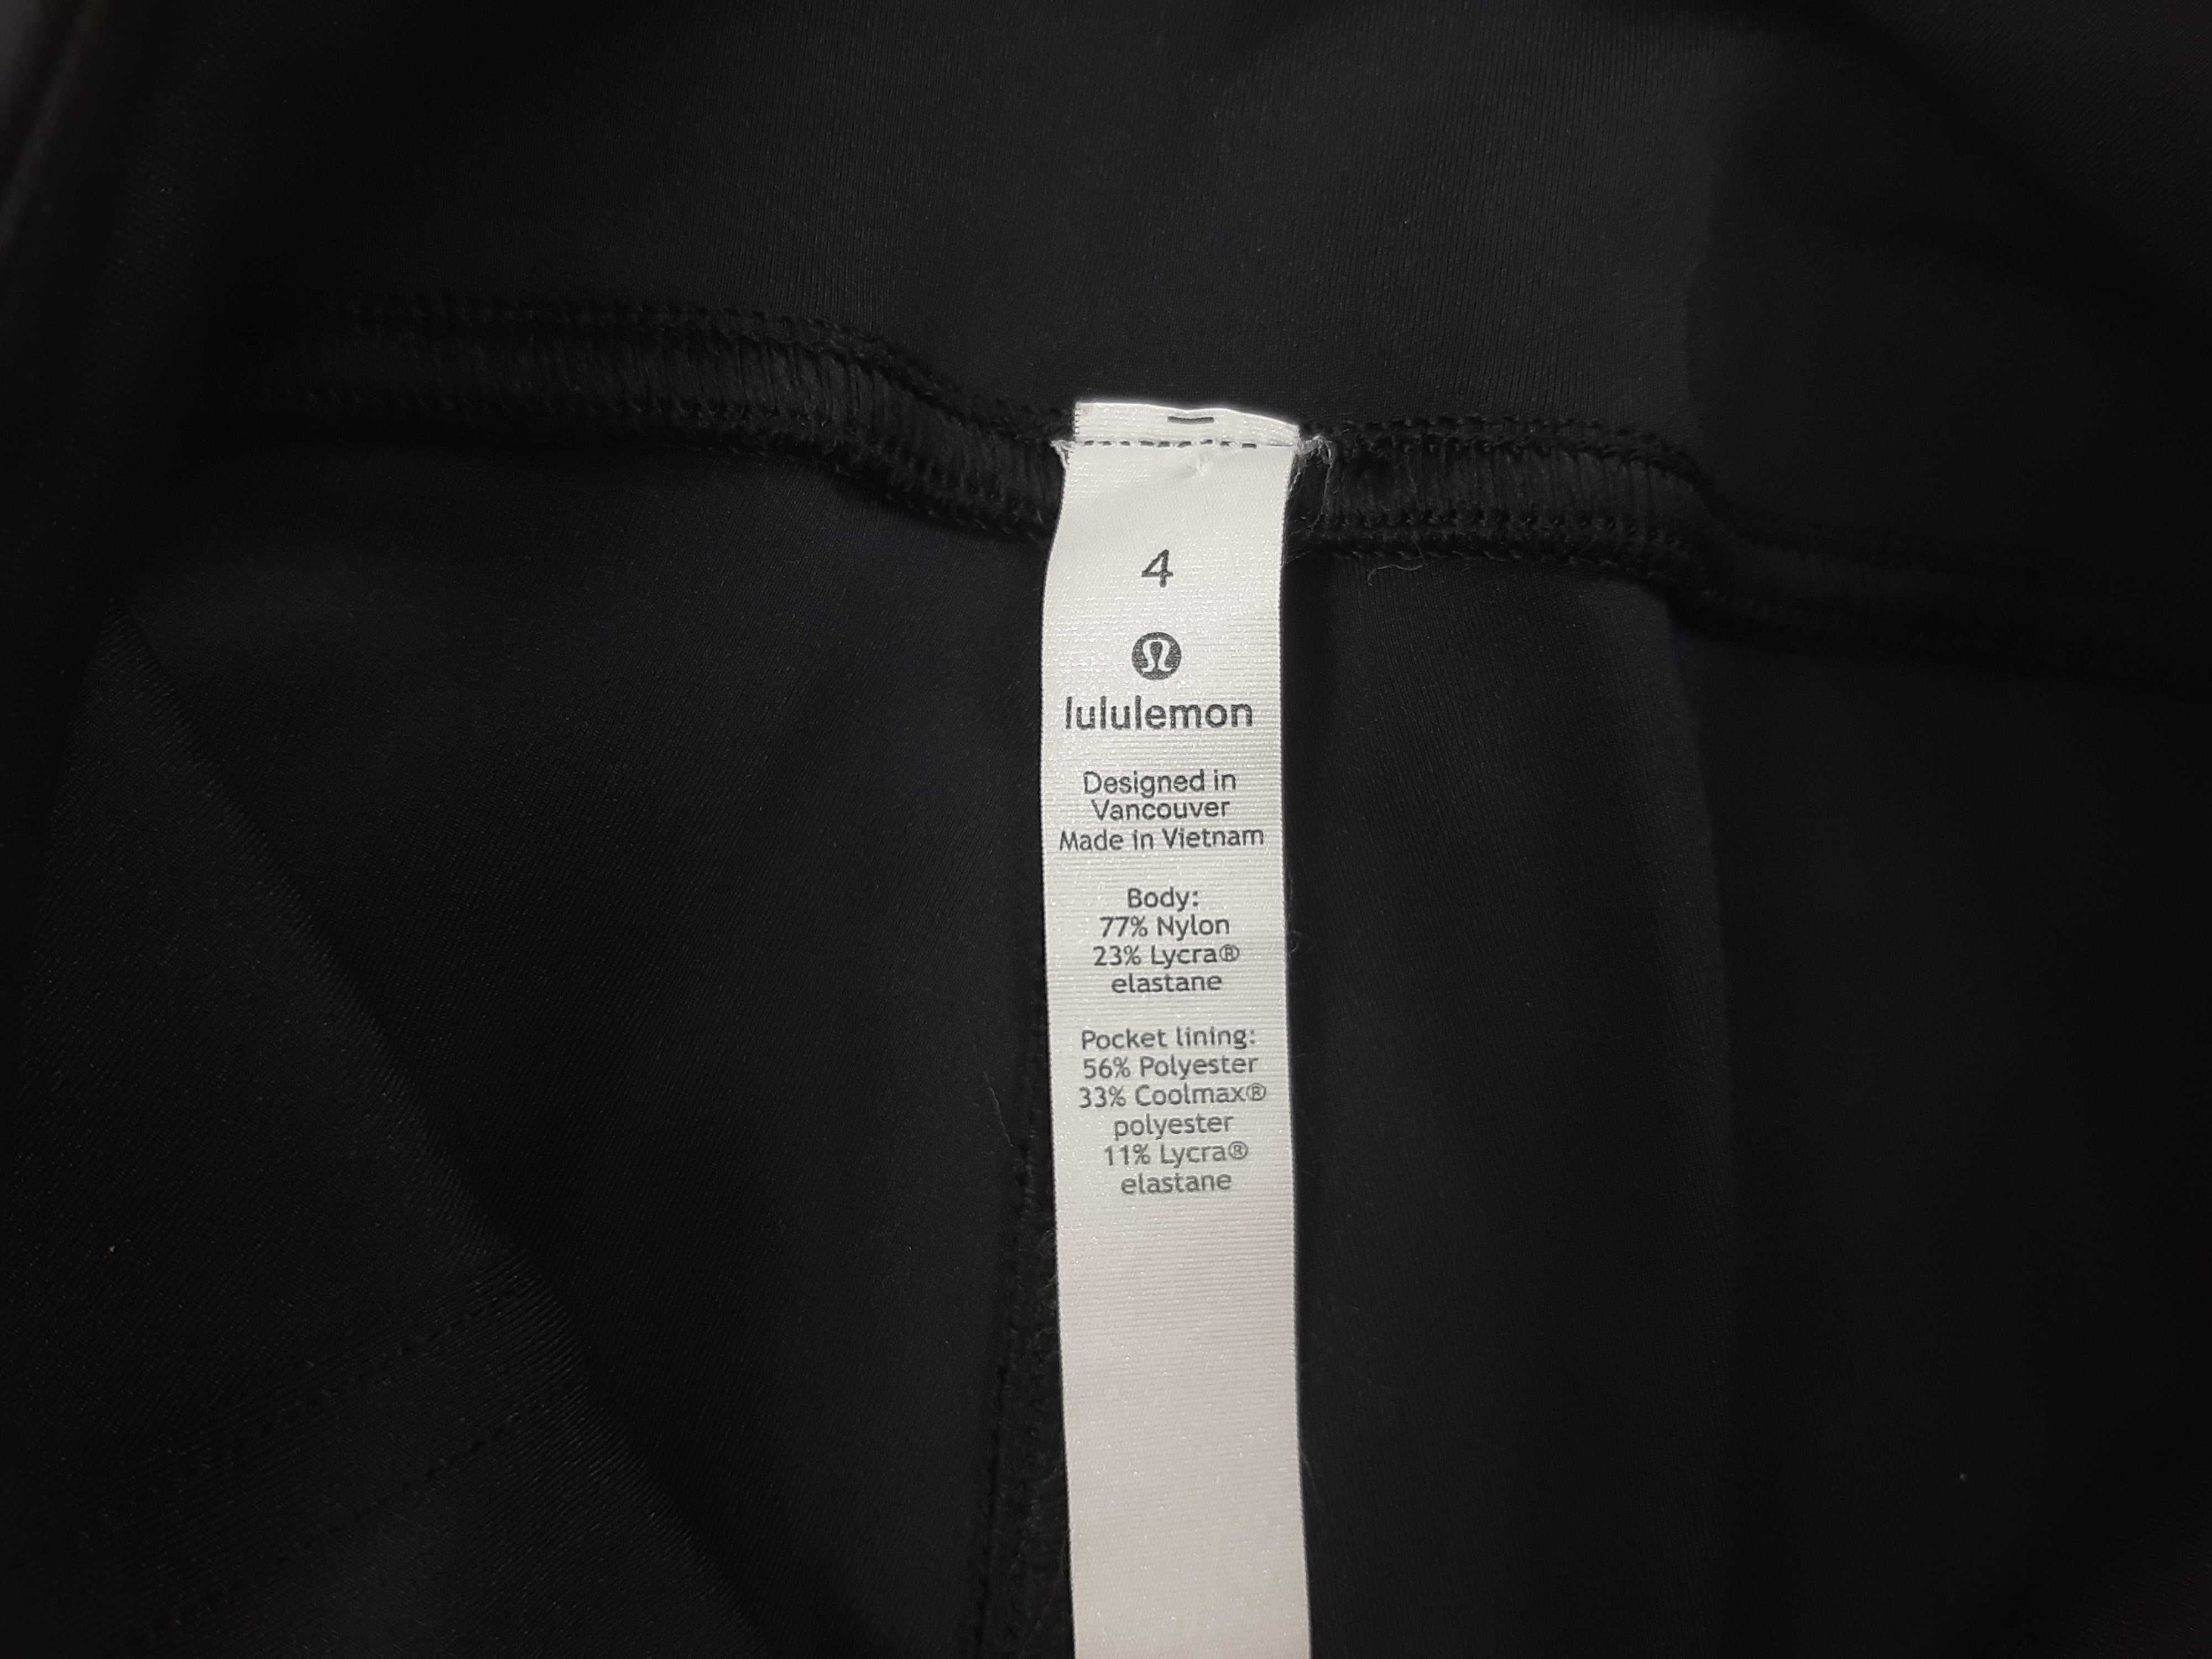 4
lululemon
Designed in
Vancouver
Made in Vietnam
Body:
77% Nylon
23% Lycra®
elastane
Pocket lining:
56% Polyester
33% Coolmax®
polyester
11% Lycra®
elastane